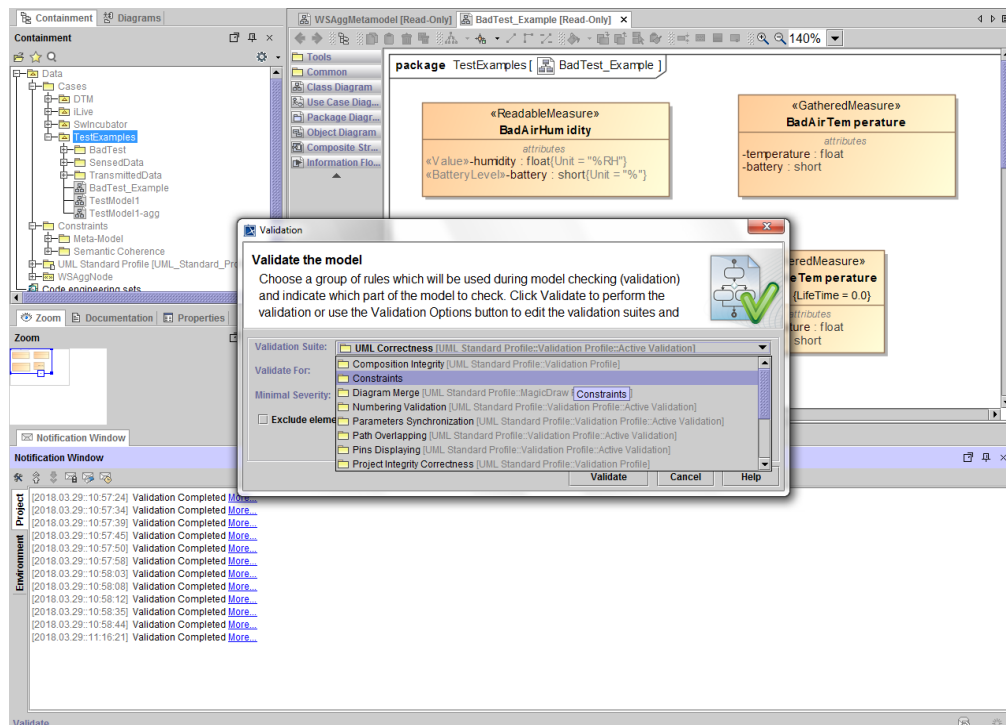 Containment
Diagrams
WSAggMetamodel [Read-Only]
BadTest_Example [Read-Only]
Containment
140%
Data
Cases
DTM
iLive
SwIncubator
TestExamples
BadTest
SensedData
TransmittedData
BadTest_Example
TestModel1
TestModel1-agg
Constraints
Meta-Model
Semantic Coherence
UML Standard Profile [UML_Standard_Pro
WSAggNode
Code engineering sets
Zoom
Documentation
Properties
Zoom
Tools
Common
Class Diagram
Use Case Diag...
Package Diagr...
Object Diagram
Composite Str...
Information Flo...
package TestExamples [ BadTest_Example ]
«ReadableMeasure»
BadAirHum idity
attributes
«Value»-humidity : float{Unit = "%RH"}
«BatteryLevel»-battery : short{Unit = "%"}
«GatheredMeasure»
BadAirTem perature
attributes
-temperature : float
-battery : short
eredMeasure»
eTem perature
{LifeTime = 0.0}
attributes
ture : float
short
Validation
Validate the model
Choose a group of rules which will be used during model checking (validation)
and indicate which part of the model to check. Click Validate to perform the
validation or use the Validation Options button to edit the validation suites and
Validation Suite:
UML Correctness [UML Standard Profile::Validation Profile::Active Validation]
Validate For:
Minimal Severity:
Exclude eleme
Composition Integrity [UML Standard Profile::Validation Profile]
Constraints
Diagram Merge [UML Standard Profile::MagicDraw
Constraints
Numbering Validation [UML Standard Profile::Validation Profile::Active Validation]
Parameters Synchronization [UML Standard Profile::Validation Profile::Active Validation]
Path Overlapping [UML Standard Profile::Validation Profile::Active Validation]
Pins Displaying [UML Standard Profile::Validation Profile::Active Validation]
Project Integrity Correctness [UML Standard Profile::Validation Profile]
Validate
Cancel
Help
Notification Window
Notification Window
Project
Environment
[2018.03.29::10:57:24] Validation Completed More...
[2018.03.29::10:57:34] Validation Completed More...
[2018.03.29::10:57:39] Validation Completed More...
[2018.03.29::10:57:45] Validation Completed More...
[2018.03.29::10:57:50] Validation Completed More...
[2018.03.29::10:57:58] Validation Completed More...
[2018.03.29::10:58:03] Validation Completed More...
[2018.03.29::10:58:08] Validation Completed More...
[2018.03.29::10:58:12] Validation Completed More...
[2018.03.29::10:58:35] Validation Completed More...
[2018.03.29::10:58:44] Validation Completed More...
[2018.03.29::11:16:21] Validation Completed More...
Validate